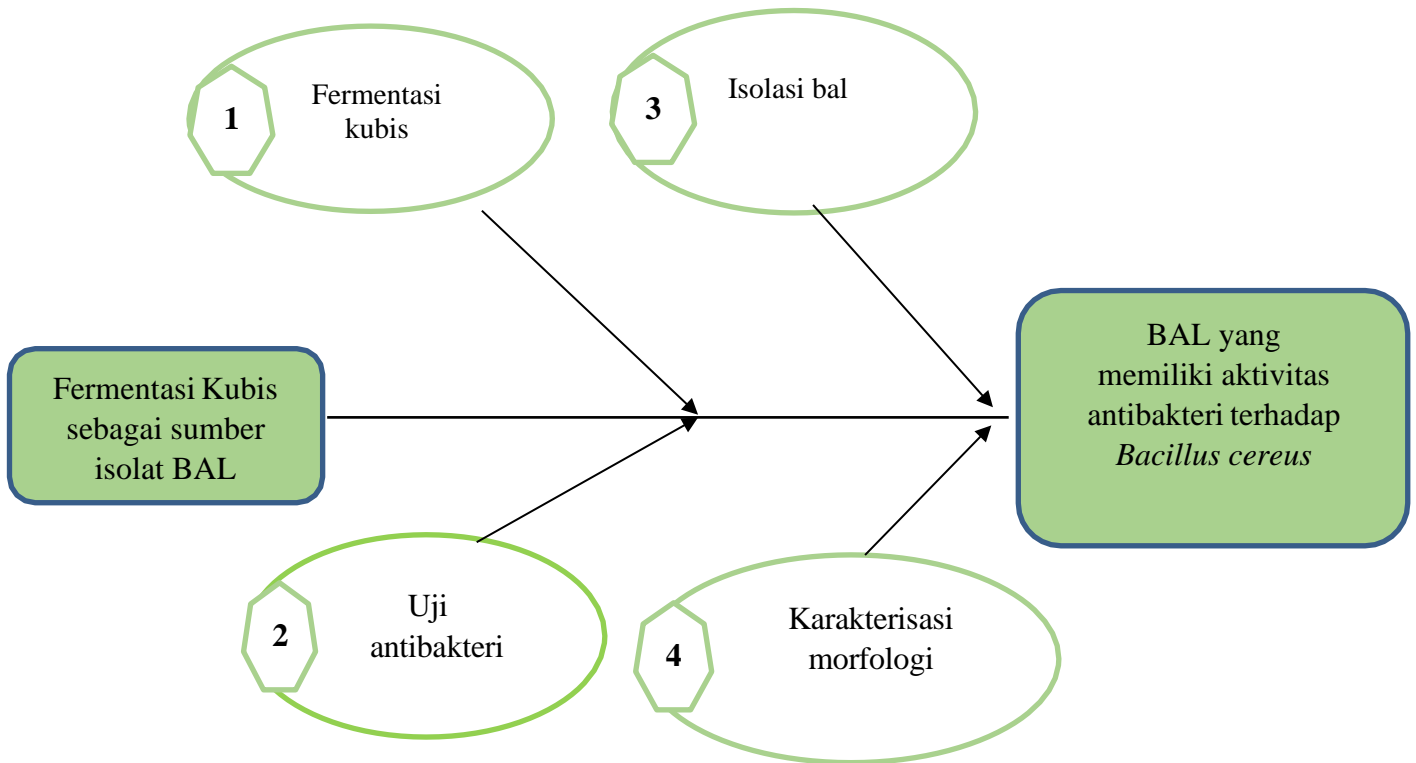 1
Fermentasi
kubis
3
Isolasi bal
Fermentasi Kubis
sebagai sumber
isolat BAL
BAL yang
memiliki aktivitas
antibakteri terhadap
Bacillus cereus
2
Uji
antibakteri
4
Karakterisasi
morfologi